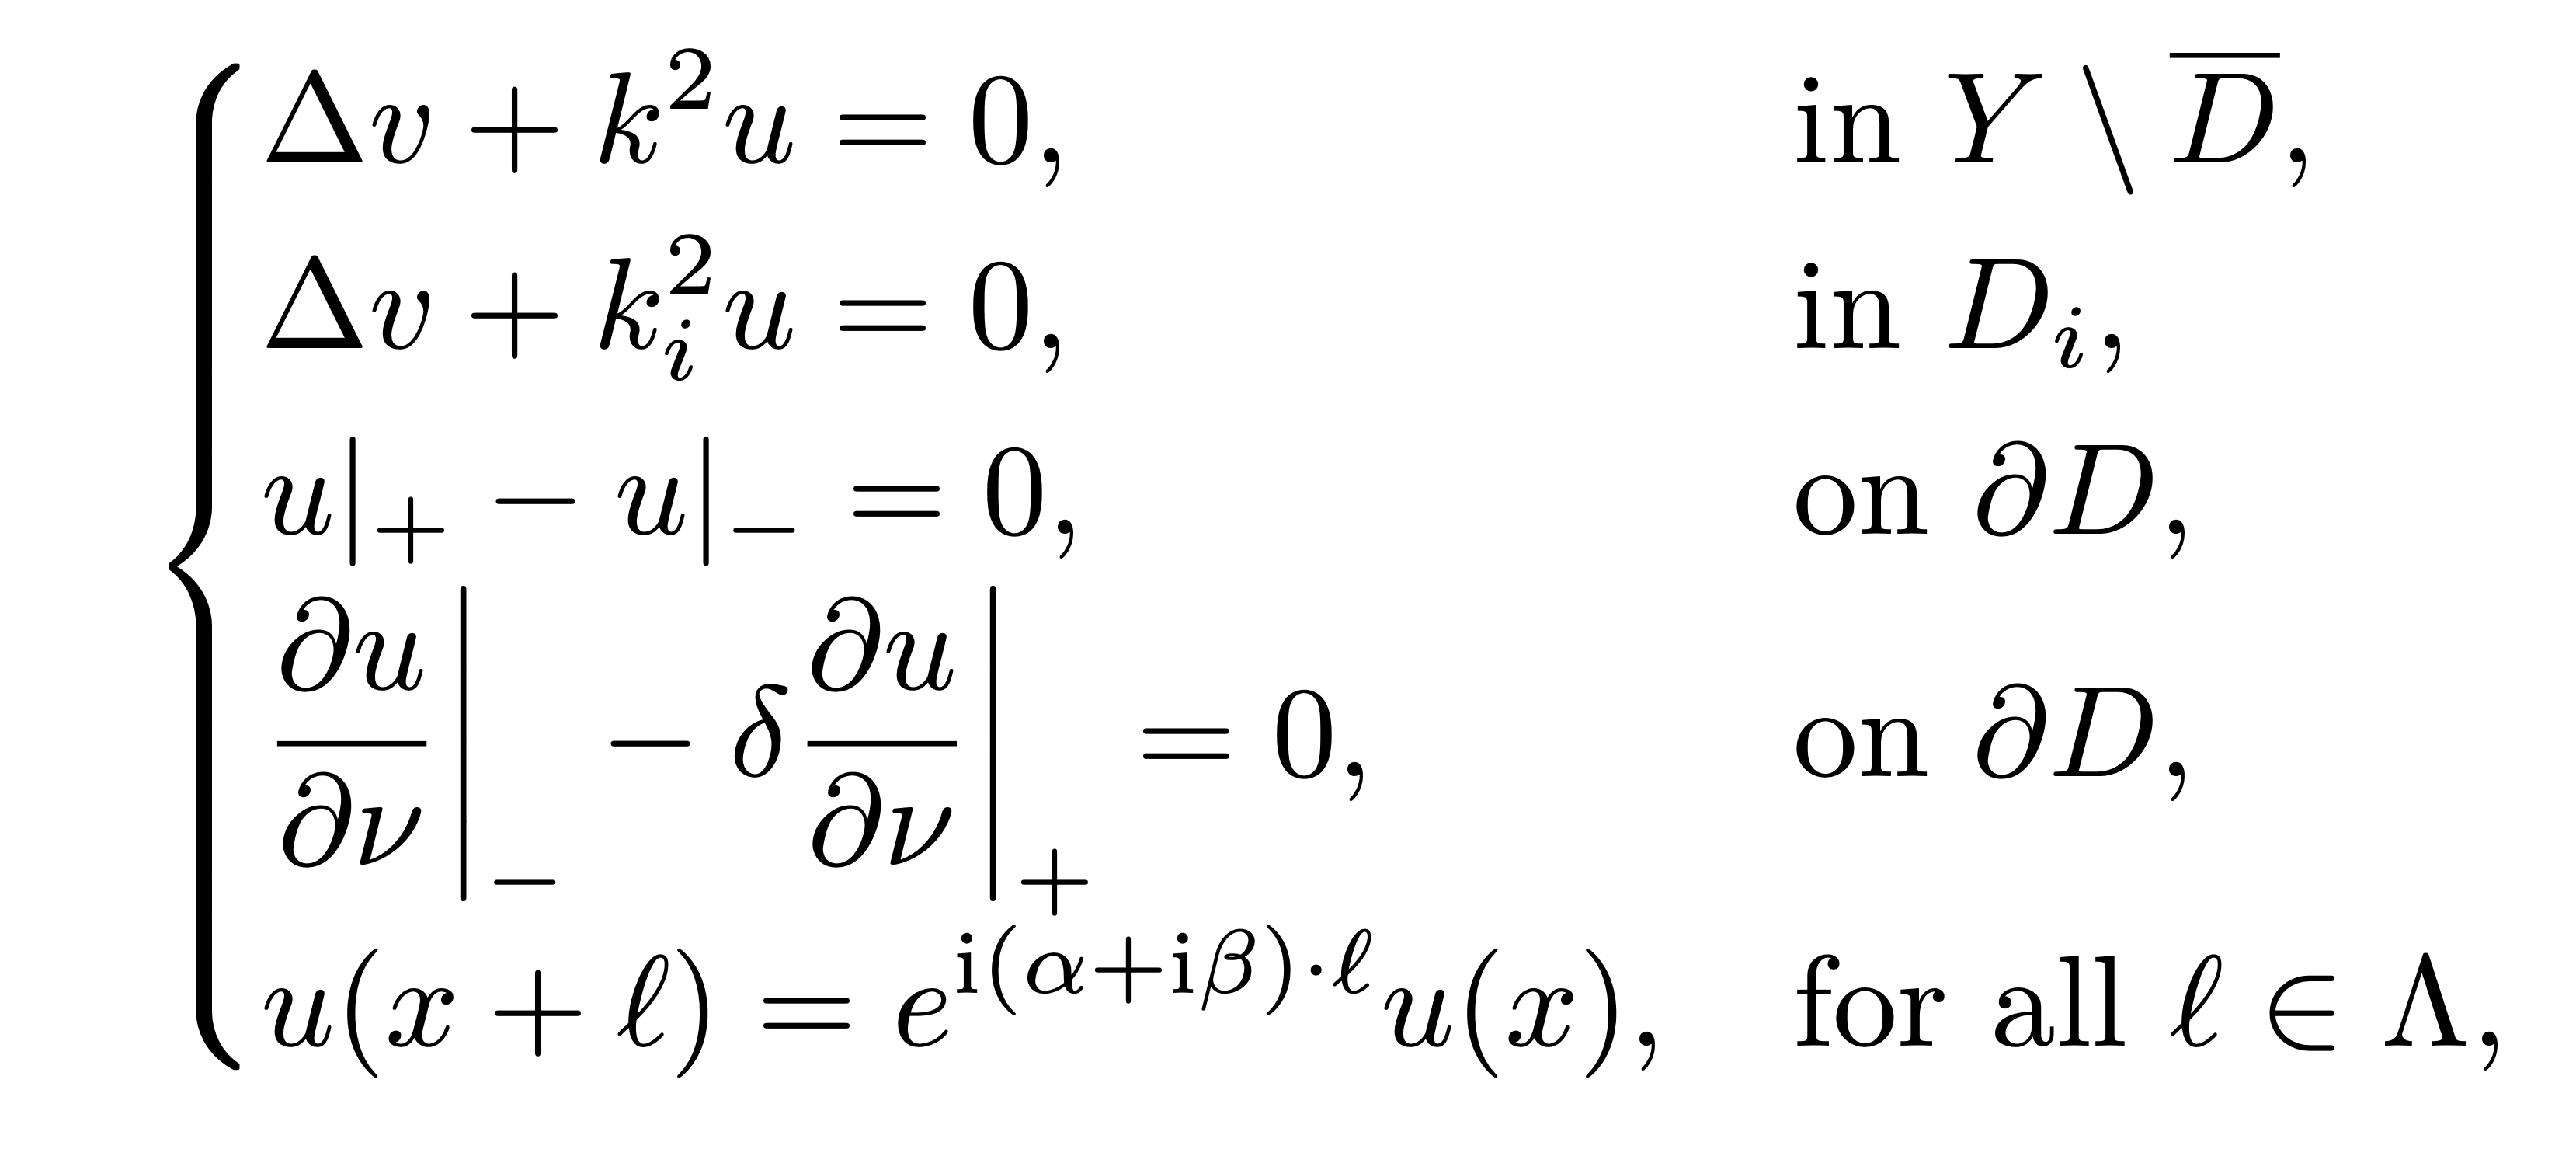 Δv + k²u = 0, in Y \ D̅,
Δv + kᵢ²u = 0, in Dᵢ,
u|₊ − u|₋ = 0, on ∂D,
∂u/∂ν|₋ − δ ∂u/∂ν|₊ = 0, on ∂D,
u(x + ℓ) = e^{i(α+iβ)·ℓ}u(x), for all ℓ ∈ Λ,